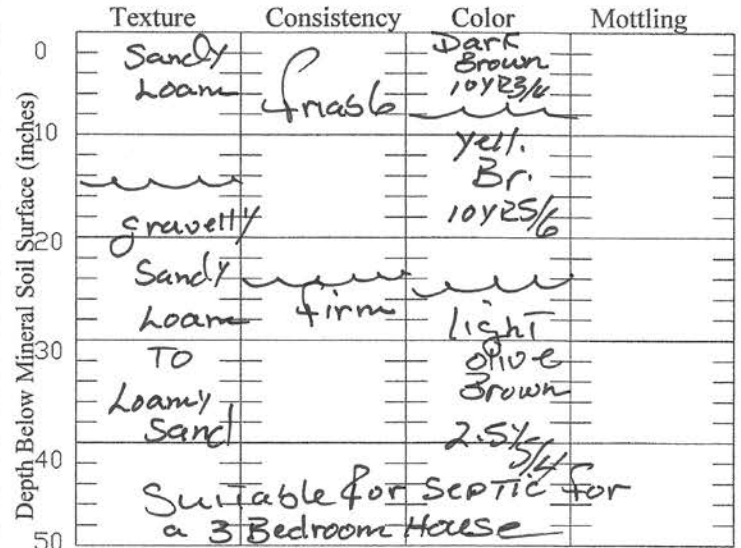 Texture Consistency Color Mottling
Depth Below Mineral Soil Surface (inches)
0
10
20
30
40
50
Sandy
Loam
gravelly
Sandy
Loam
TO
Loamy
Sand
friable
firm
Dark
Brown
10YR3/4
Yell.
Br.
10YR5/6
light
olive
Brown
2.5Y
5/4
Suitable for Septic for
a 3 Bedroom House